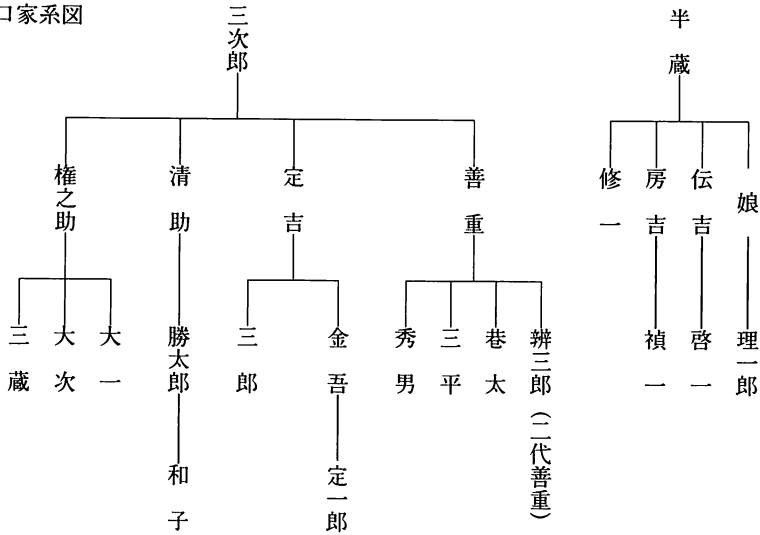 口家系図
半蔵
娘
伝吉
房吉
修一
理一郎
啓一
禎一
三次郎
善重
定吉
清助
権之助
辨三郎（二代善重）
巷太
三平
秀男
金吾
三郎
勝太郎
大一
大次
三蔵
定一郎
和子